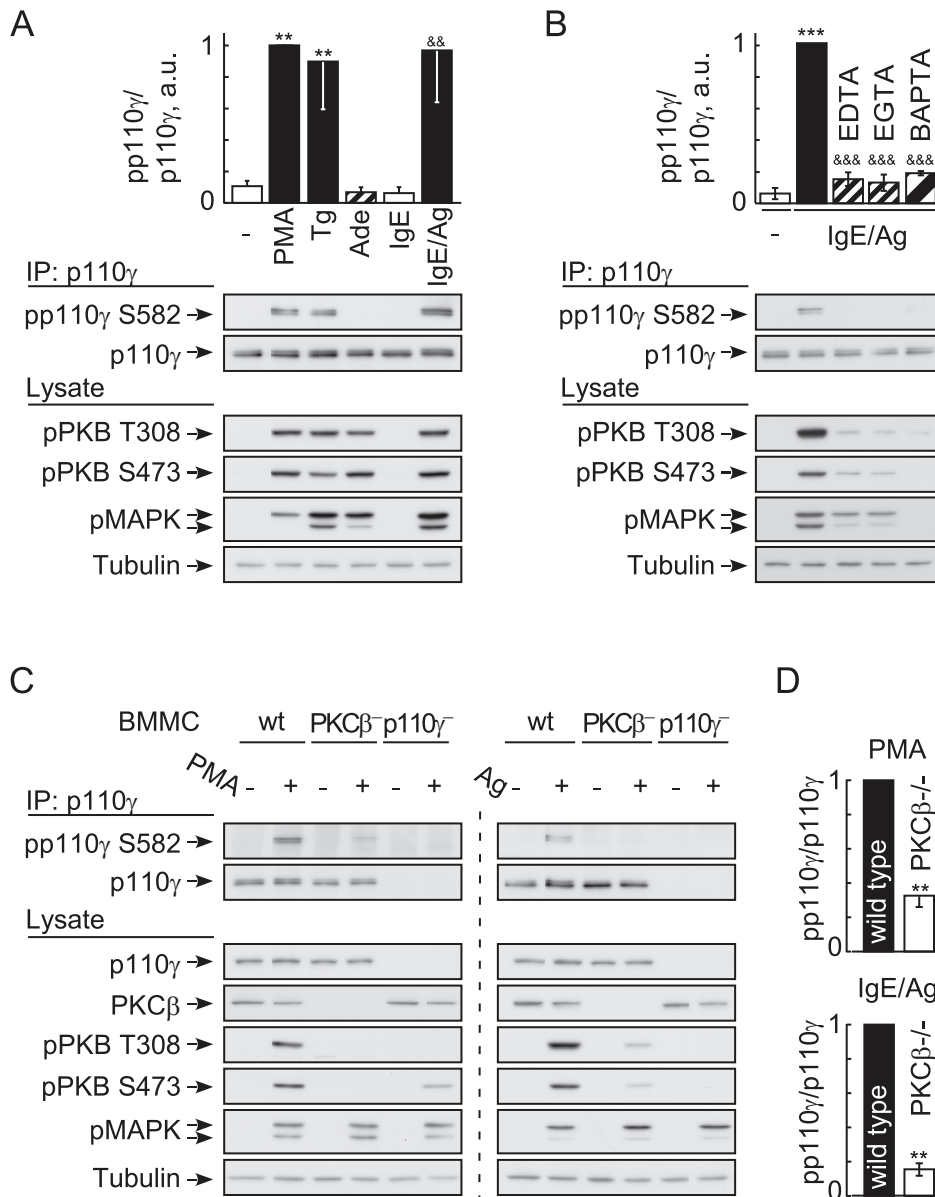 A
pp110γ/
p110γ, a.u.
1
0
**
**
&&
-
PMA
Tg
Ade
IgE
IgE/Ag
IP: p110γ
pp110γ S582
p110γ
Lysate
pPKB T308
pPKB S473
pMAPK
Tubulin
B
pp110γ/
p110γ, a.u.
1
0
***
EDTA
EGTA
BAPTA
&&&
&&&
&&&
-
IgE/Ag
IP: p110γ
pp110γ S582
p110γ
Lysate
pPKB T308
pPKB S473
pMAPK
Tubulin
C
BMMC
wt PKCβ⁻ p110γ⁻
wt PKCβ⁻ p110γ⁻
PMA - + - + - +
Ag - + - + - +
IP: p110γ
pp110γ S582
p110γ
Lysate
p110γ
PKCβ
pPKB T308
pPKB S473
pMAPK
Tubulin
D
PMA
pp110γ/p110γ
1
0
wild type
PKCβ-/-
**
IgE/Ag
pp110γ/p110γ
1
0
wild type
PKCβ-/-
**